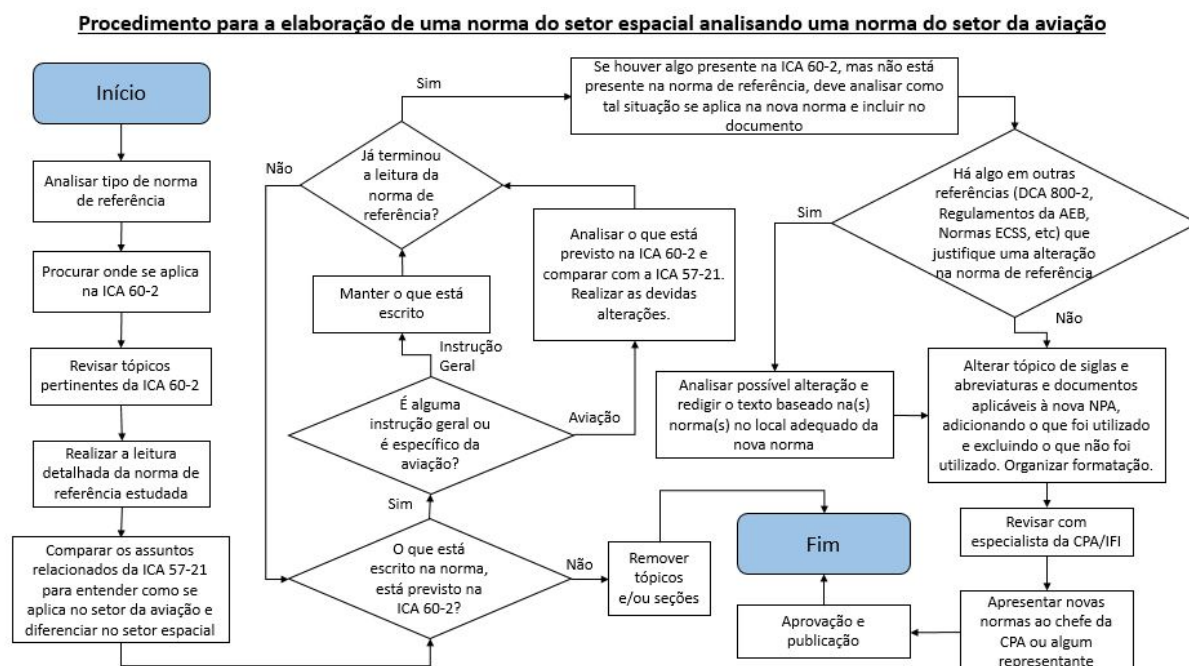 Procedimento para a elaboração de uma norma do setor espacial analisando uma norma do setor da aviação
Início
Analisar tipo de norma
de referência
Procurar onde se aplica
na ICA 60-2
Revisar tópicos
pertinentes da ICA 60-2
Realizar a leitura
detalhada da norma de
referência estudada
Comparar os assuntos
relacionados da ICA 57-21
para entender como se
aplica no setor da aviação e
diferenciar no setor espacial
O que está
escrito na norma,
está previsto na
ICA 60-2?
Não
Remover
tópicos
e/ou seções
Sim
É alguma
instrução geral ou
é específico da
aviação?
Instrução
Geral
Manter o que está
escrito
Aviação
Analisar o que está
previsto na ICA 60-2 e
comparar com a ICA 57-21.
Realizar as devidas
alterações.
Já terminou
a leitura da
norma de
referência?
Não
Sim
Se houver algo presente na ICA 60-2, mas não está
presente na norma de referência, deve analisar como
tal situação se aplica na nova norma e incluir no
documento
Há algo em outras
referências (DCA 800-2,
Regulamentos da AEB,
Normas ECSS, etc) que
justifique uma alteração
na norma de referência
Sim
Analisar possível alteração e
redigir o texto baseado na(s)
norma(s) no local adequado da
nova norma
Não
Alterar tópico de siglas e
abreviaturas e documentos
aplicáveis à nova NPA,
adicionando o que foi utilizado
e excluindo o que não foi
utilizado. Organizar formatação.
Revisar com
especialista da CPA/IFI
Apresentar novas
normas ao chefe da
CPA ou algum
representante
Aprovação e
publicação
Fim